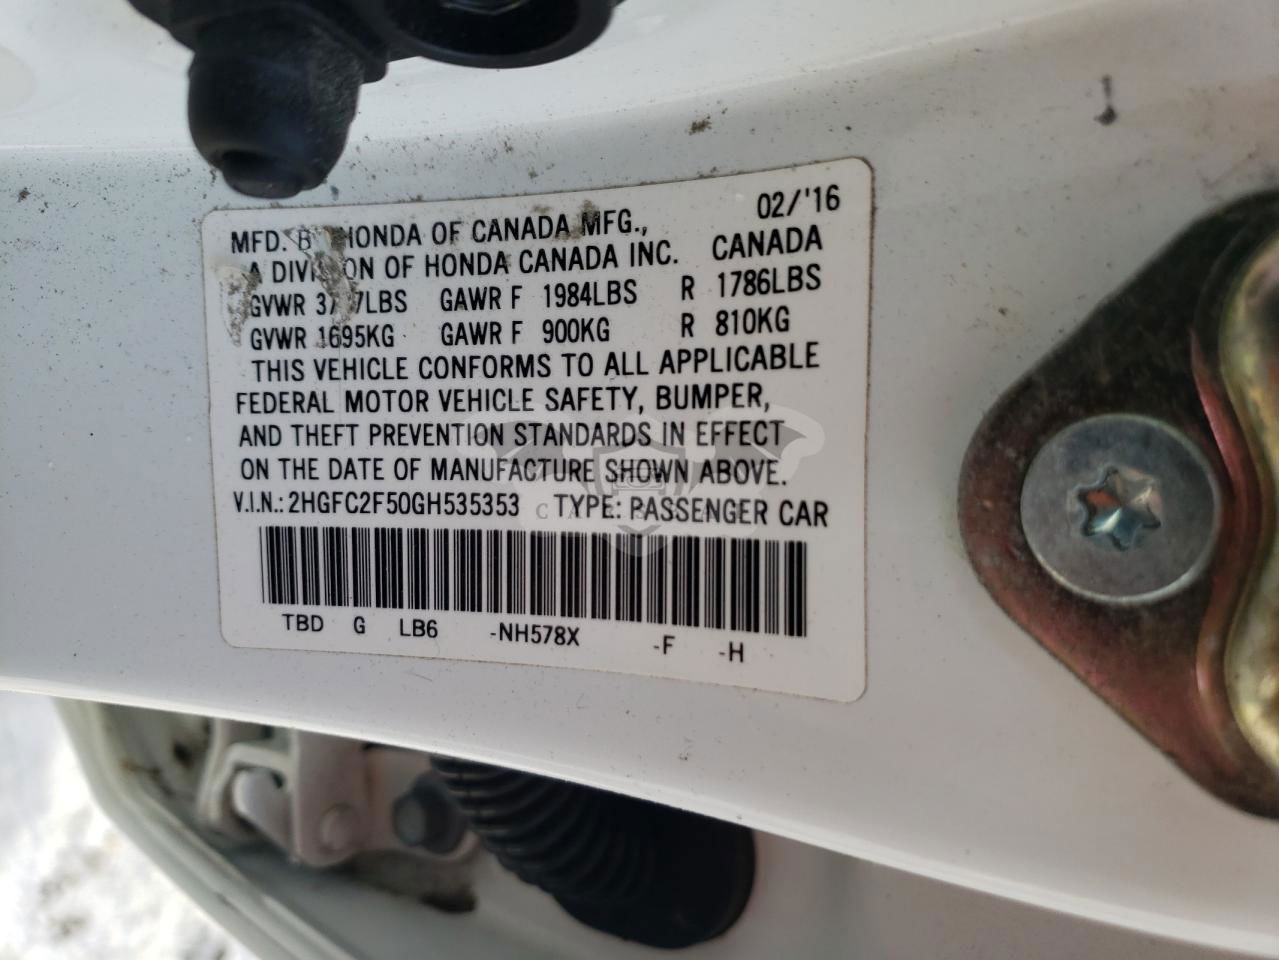 02/'16
MFD. B HONDA OF CANADA MFG.,
A DIVI ON OF HONDA CANADA INC. CANADA
GVWR 37 7LBS GAWR F 1984LBS R 1786LBS
GVWR 1695KG GAWR F 900KG R 810KG
THIS VEHICLE CONFORMS TO ALL APPLICABLE
FEDERAL MOTOR VEHICLE SAFETY, BUMPER,
AND THEFT PREVENTION STANDARDS IN EFFECT
ON THE DATE OF MANUFACTURE SHOWN ABOVE.
V.I.N.: 2HGFC2F50GH535353 TYPE: PASSENGER CAR
TBD G LB6 -NH578X -F -H